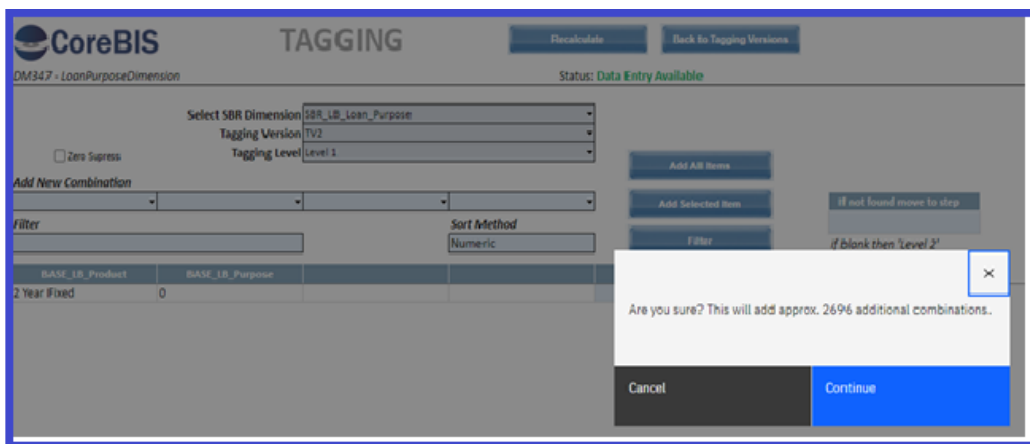 CoreBIS
TAGGING
Recalculate
Back to Tagging Versions
DM347 - LoanPurposeDimension
Status: Data Entry Available
Select SBR Dimension SBR_LB_Loan_Purpose
Tagging Version TV2
Zero Supress
Tagging Level Level 1
Add All Items
Add New Combination
Add Selected Item
If not found move to step
Filter
Sort Method
Numeric
Filter
if blank then 'Level 2'
BASE_LB_Product
BASE_LB_Purpose
2 Year IFixed
0
Are you sure? This will add approx. 2696 additional combinations..
Cancel
Continue